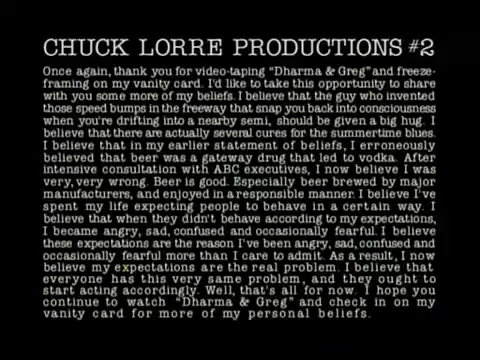 CHUCK LORRE PRODUCTIONS #2
Once again, thank you for video-taping "Dharma & Greg" and freeze-
framing on my vanity card. I'd like to take this opportunity to share
with you some more of my beliefs. I believe that the guy who invented
those speed bumps in the freeway that snap you back into consciousness
when you're drifting into a nearby semi, should be given a big hug. I
believe that there are actually several cures for the summertime blues.
I believe that in my earlier statement of beliefs, I erroneously
believed that beer was a gateway drug that led to vodka. After
intensive consultation with ABC executives, I now believe I was
very, very wrong. Beer is good. Especially beer brewed by major
manufacturers, and enjoyed in a responsible manner. I believe I've
spent my life expecting people to behave in a certain way. I
believe that when they didn't behave according to my expectations,
I became angry, sad, confused and occasionally fearful. I believe
these expectations are the reason I've been angry, sad, confused and
occasionally fearful more than I care to admit. As a result, I now
believe my expectations are the real problem. I believe that
everyone has this very same problem, and they ought to
start acting accordingly. Well, that's all for now. I hope you
continue to watch "Dharma & Greg" and check in on my
vanity card for more of my personal beliefs.